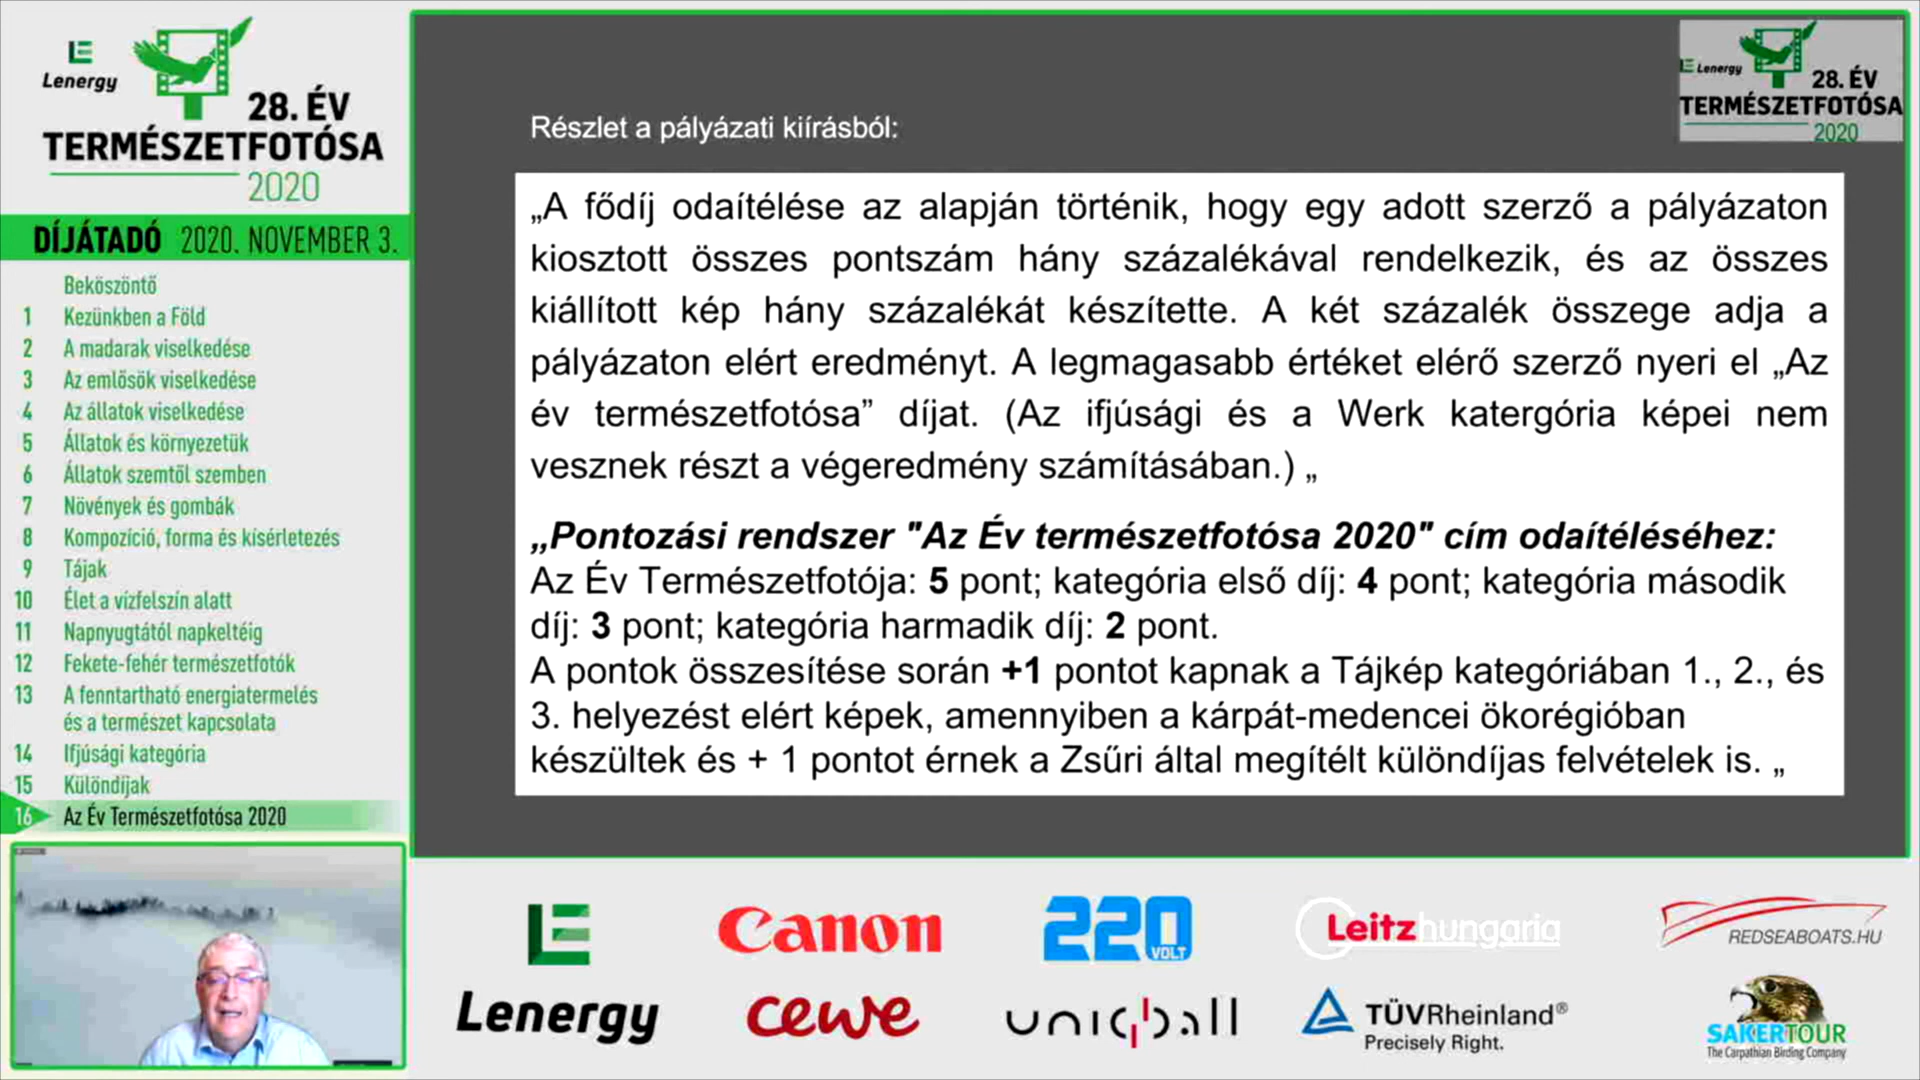 Lenergy
28. ÉV
TERMÉSZETFOTÓSA
2020
DÍJÁTADÓ 2020. NOVEMBER 3.
Beköszöntő
1 Kezünkben a Föld
2 A madarak viselkedése
3 Az emlősök viselkedése
4 Az állatok viselkedése
5 Állatok és környezetük
6 Állatok szemtől szemben
7 Növények és gombák
8 Kompozíció, forma és kísérletezés
9 Tájak
10 Élet a vízfelszín alatt
11 Napnyugtától napkeltéig
12 Fekete-fehér természetfotók
13 A fenntartható energiatermelés
és a természet kapcsolata
14 Ifjúsági kategória
15 Különdíjak
16 Az Év Természetfotósa 2020
Részlet a pályázati kiírásból:
Lenergy
28. ÉV
TERMÉSZETFOTÓSA
2020
„A fődíj odaítélése az alapján történik, hogy egy adott szerző a pályázaton
kiosztott összes pontszám hány százalékával rendelkezik, és az összes
kiállított kép hány százalékát készítette. A két százalék összege adja a
pályázaton elért eredményt. A legmagasabb értéket elérő szerző nyeri el „Az
év természetfotósa” díjat. (Az ifjúsági és a Werk katergória képei nem
vesznek részt a végeredmény számításában.) „
„Pontozási rendszer "Az Év természetfotósa 2020" cím odaítéléséhez:
Az Év Természetfotója: 5 pont; kategória első díj: 4 pont; kategória második
díj: 3 pont; kategória harmadik díj: 2 pont.
A pontok összesítése során +1 pontot kapnak a Tájkép kategóriában 1., 2., és
3. helyezést elért képek, amennyiben a kárpát-medencei ökorégióban
készültek és + 1 pontot érnek a Zsűri által megítélt különdíjas felvételek is. „
Lenergy
Canon
220
VOLT
Leitzhungaria
REDSEABOATS.HU
cewe
uniqball
TÜVRheinland®
Precisely Right.
SAKERTOUR
The Carpathian Birding Company